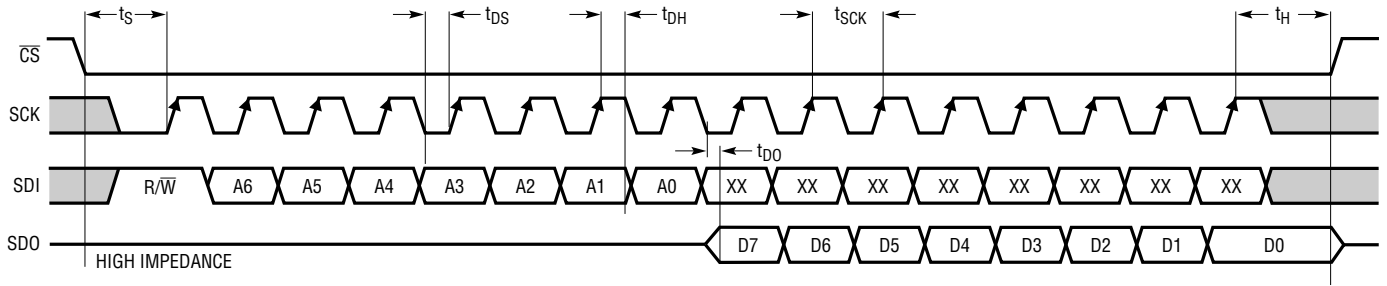 tS tDS tDH tSCK tH
CS
SCK
tDO
SDI R/W A6 A5 A4 A3 A2 A1 A0 XX XX XX XX XX XX XX XX
SDO D7 D6 D5 D4 D3 D2 D1 D0
HIGH IMPEDANCE